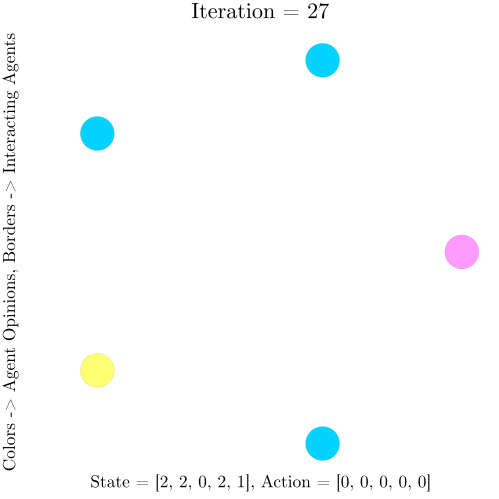 Iteration = 27
Colors -> Agent Opinions, Borders -> Interacting Agents
State = [2, 2, 0, 2, 1], Action = [0, 0, 0, 0, 0]